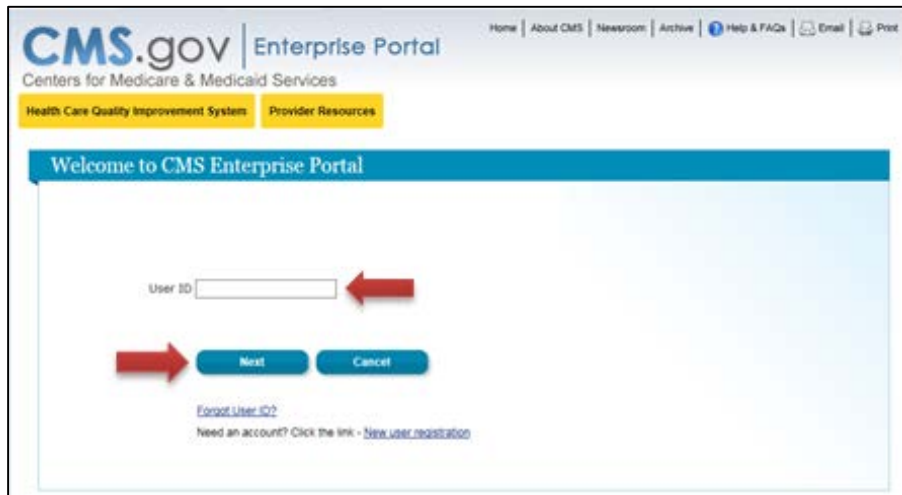 Home | About CMS | Newsroom | Archive | Help & FAQs | Email | Print
CMS.gov | Enterprise Portal
Centers for Medicare & Medicaid Services
Health Care Quality Improvement System Provider Resources
Welcome to CMS Enterprise Portal
User ID
Next Cancel
Forgot User ID?
Need an account? Click the link - New user registration